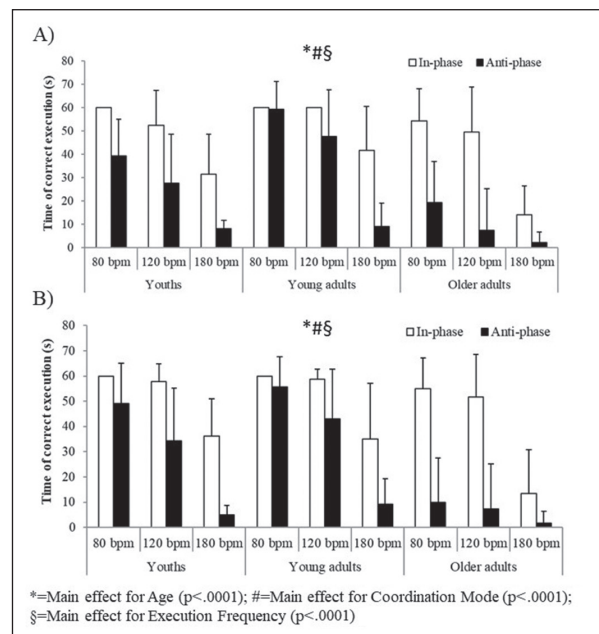 A)
*#§
In-phase Anti-phase
Time of correct execution (s)
80
70
60
50
40
30
20
10
0
80 bpm 120 bpm 180 bpm 80 bpm 120 bpm 180 bpm 80 bpm 120 bpm 180 bpm
Youths Young adults Older adults
B)
*#§
In-phase Anti-phase
Time of correct execution (s)
80
70
60
50
40
30
20
10
0
80 bpm 120 bpm 180 bpm 80 bpm 120 bpm 180 bpm 80 bpm 120 bpm 180 bpm
Youths Young adults Older adults
*=Main effect for Age (p<.0001); #=Main effect for Coordination Mode (p<.0001);
§=Main effect for Execution Frequency (p<.0001)